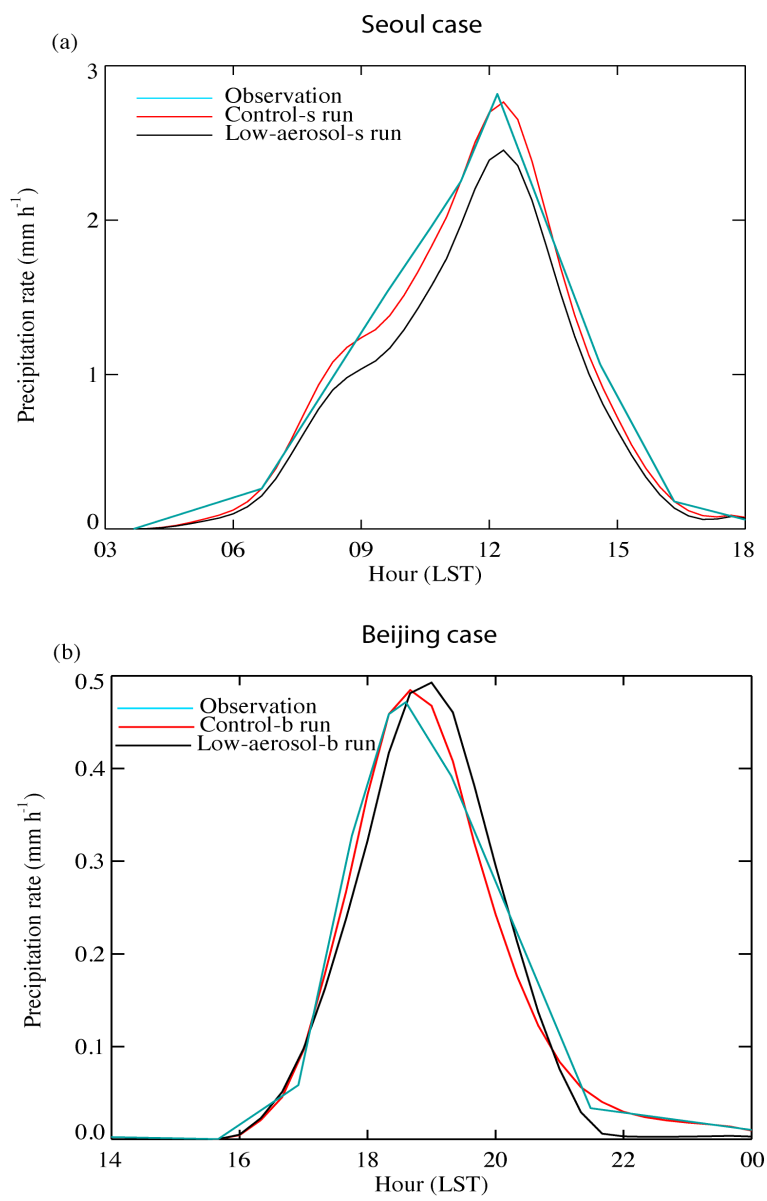 Seoul case
(a)
3
Observation
Control-s run
Low-aerosol-s run
2
Precipitation rate (mm h-1)
1
0
03 06 09 12 15 18
Hour (LST)
Beijing case
(b)
0.5
Observation
Control-b run
Low-aerosol-b run
0.4
0.3
Precipitation rate (mm h-1)
0.2
0.1
0.0
14 16 18 20 22 00
Hour (LST)